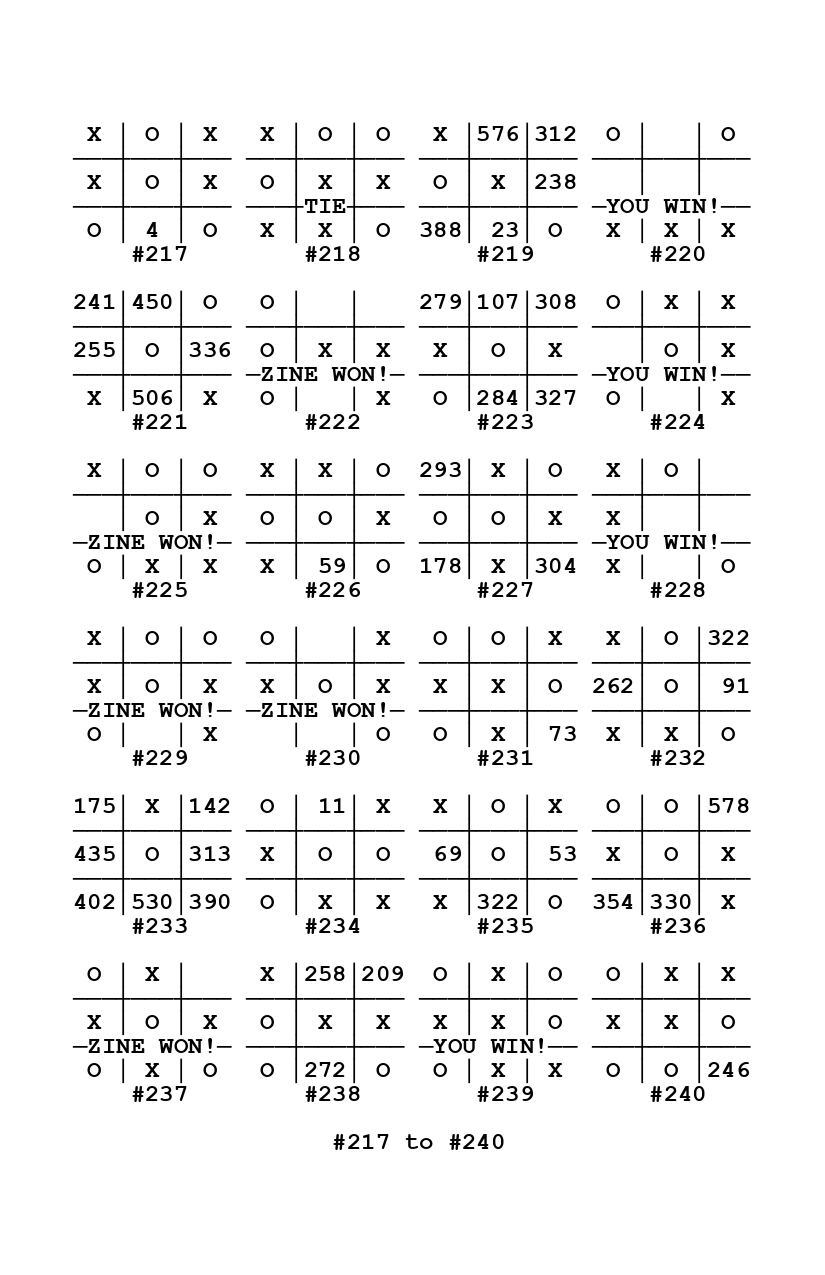 X | O | X   X | O | O   X |576|312   O |   | O
X | O | X   O | X | X   O | X |238     |   |
TIE   YOU WIN!
O | 4 | O   X | X | O   388| 23| O   X | X | X
#217   #218   #219   #220
241|450| O   O |   |     279|107|308   O | X | X
255| O |336   O | X | X   X | O | X     | O | X
ZINE WON!   YOU WIN!
X |506| X   O |   | X   O |284|327   O |   | X
#221   #222   #223   #224
X | O | O   X | X | O   293| X | O   X | O |
  | O | X   O | O | X   O | O | X   X |   |
ZINE WON!   YOU WIN!
O | X | X   X | 59| O   178| X |304   X |   | O
#225   #226   #227   #228
X | O | O   O |   | X   O | O | X   X | O |322
X | O | X   X | O | X   X | X | O   262| O | 91
ZINE WON!   ZINE WON!
O |   | X     |   | O   O | X | 73   X | X | O
#229   #230   #231   #232
175| X |142   O | 11| X   X | O | X   O | O |578
435| O |313   X | O | O   69| O | 53   X | O | X
402|530|390   O | X | X   X |322| O   354|330| X
#233   #234   #235   #236
O | X |     X |258|209   O | X | O   O | X | X
X | O | X   O | X | X   X | X | O   X | X | O
ZINE WON!   YOU WIN!
O | X | O   O |272| O   O | X | X   O | O |246
#237   #238   #239   #240
#217 to #240